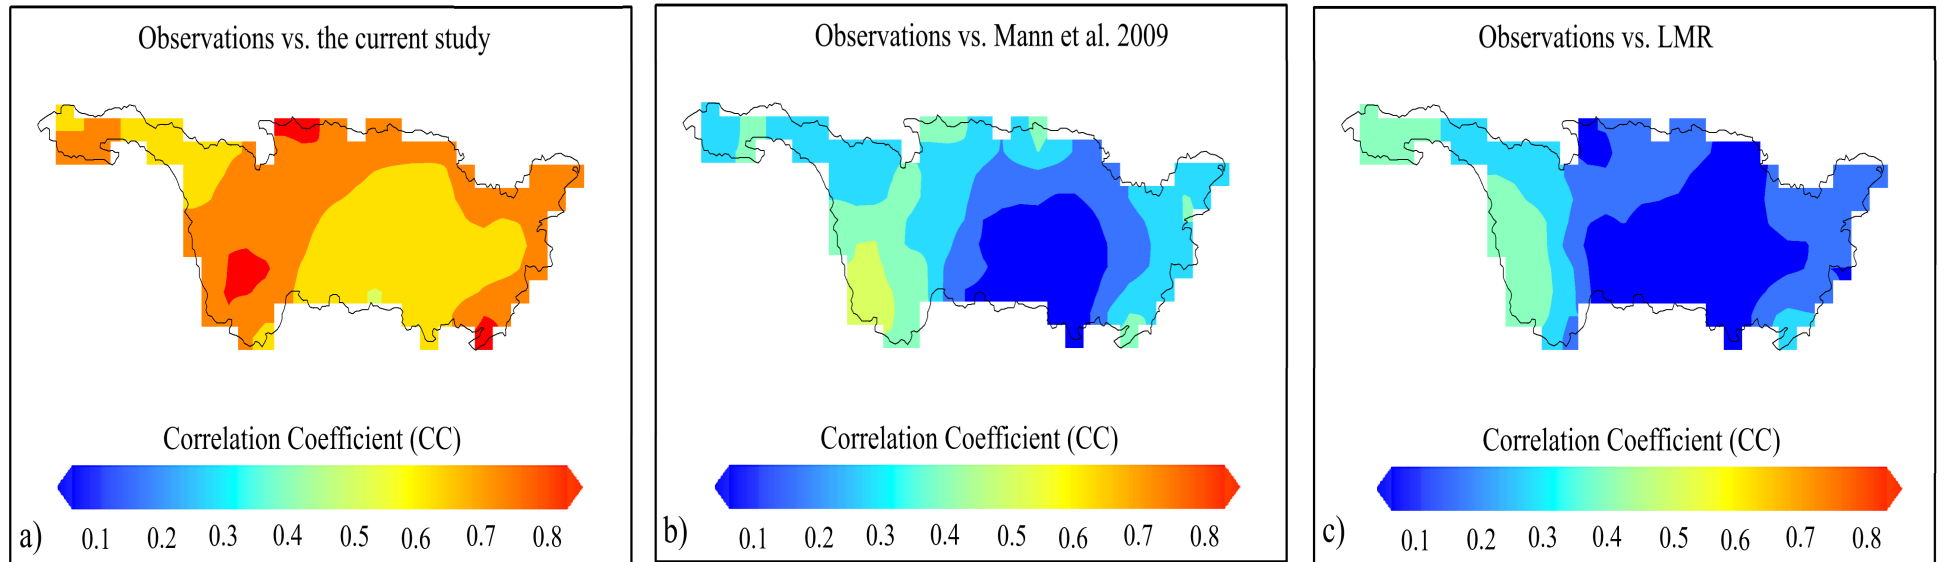 Observations vs. the current study
Correlation Coefficient (CC)
0.1 0.2 0.3 0.4 0.5 0.6 0.7 0.8
a)
Observations vs. Mann et al. 2009
Correlation Coefficient (CC)
0.1 0.2 0.3 0.4 0.5 0.6 0.7 0.8
b)
Observations vs. LMR
Correlation Coefficient (CC)
0.1 0.2 0.3 0.4 0.5 0.6 0.7 0.8
c)